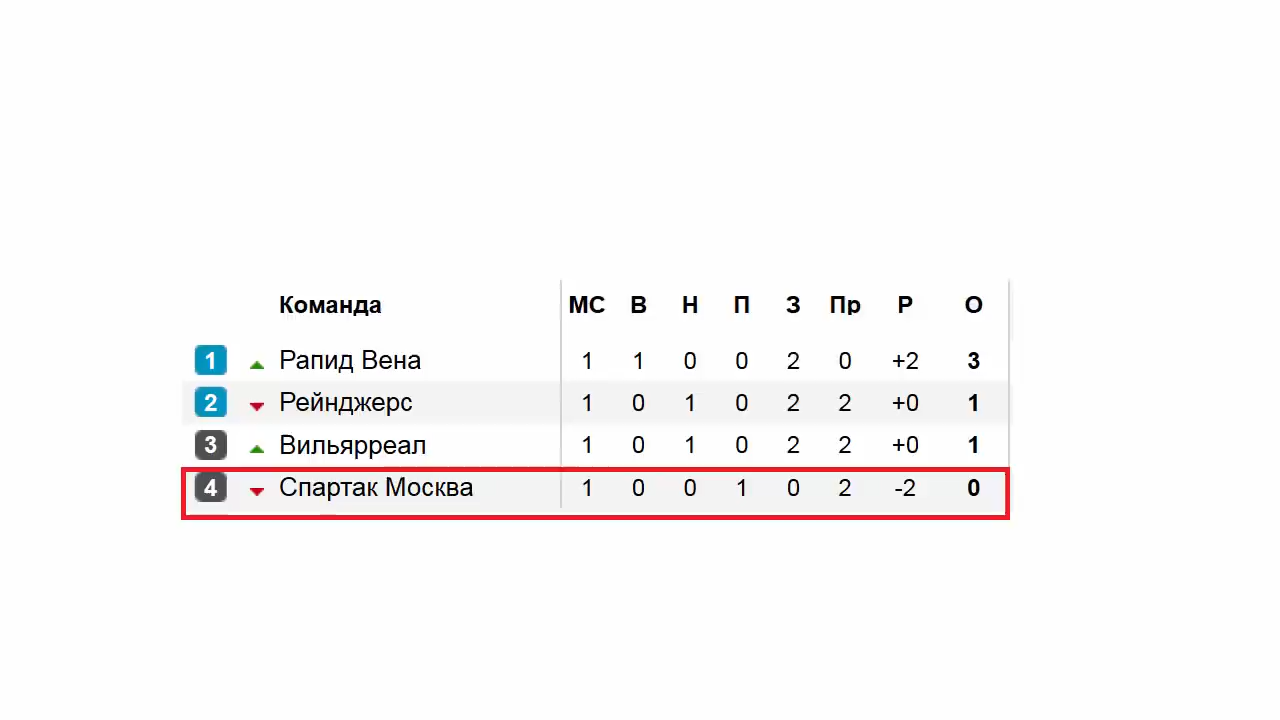 Команда МС В Н П З Пр Р О
1 Рапид Вена 1 1 0 0 2 0 +2 3
2 Рейнджерс 1 0 1 0 2 2 +0 1
3 Вильярреал 1 0 1 0 2 2 +0 1
4 Спартак Москва 1 0 0 1 0 2 -2 0